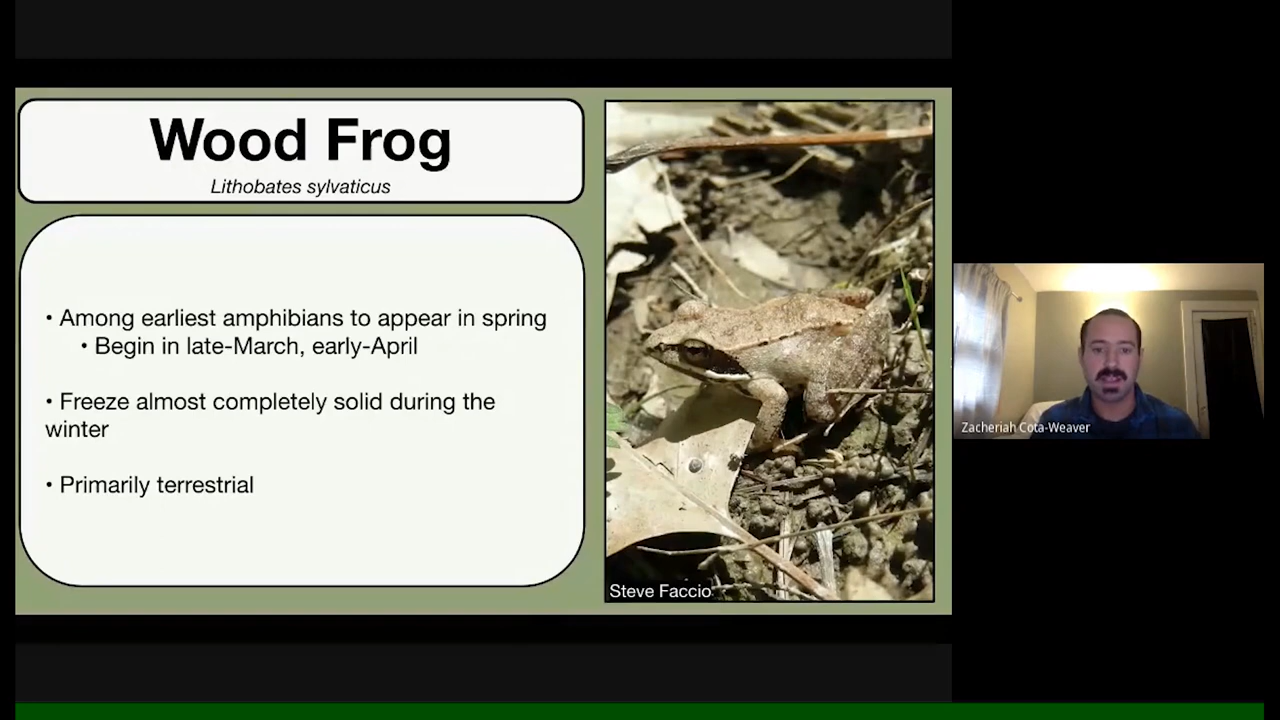 Wood Frog
Lithobates sylvaticus
• Among earliest amphibians to appear in spring
• Begin in late-March, early-April
• Freeze almost completely solid during the
winter
• Primarily terrestrial
Steve Faccio
Zacheriah Cota-Weaver